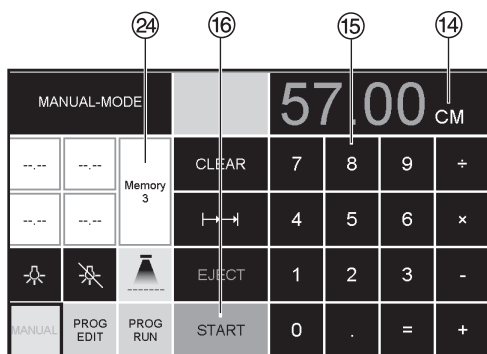 24 16 15 14
MANUAL-MODE 57.00 CM
--.-- --.-- Memory 3 CLEAR 7 8 9 ÷
--.-- --.-- 4 5 6 ×
EJECT 1 2 3 -
MANUAL PROG EDIT PROG RUN START 0 . = +